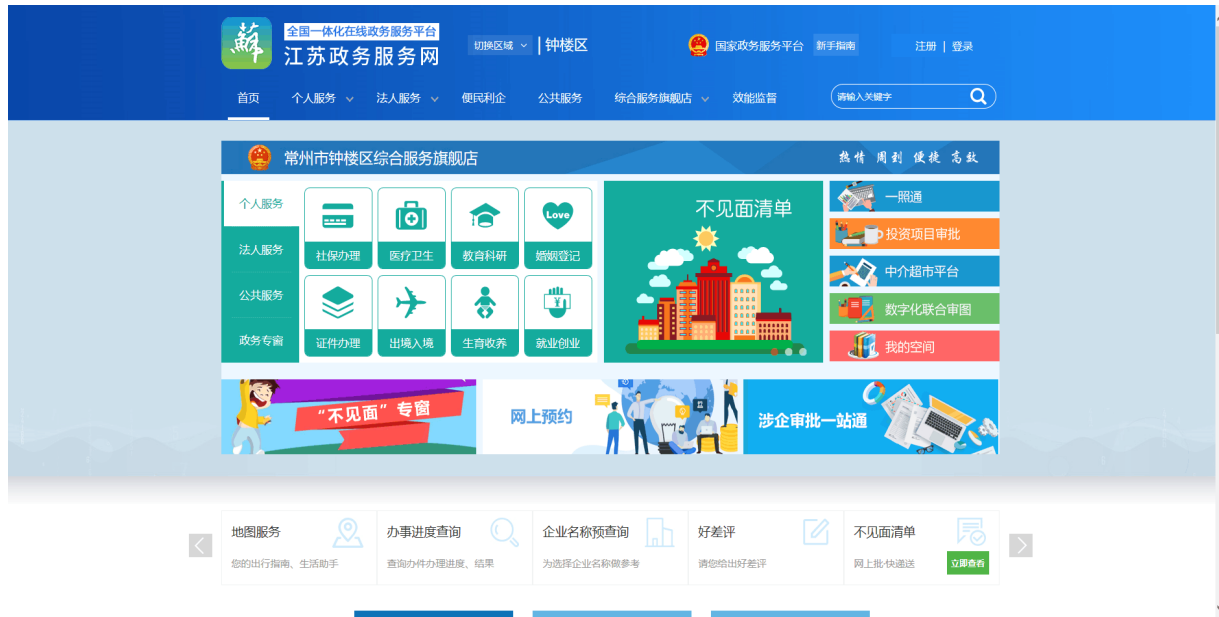 蘇
全国一体化在线政务服务平台
江苏政务服务网
切换区域
钟楼区
国家政务服务平台
新手指南
注册 | 登录
首页
个人服务
法人服务
便民利企
公共服务
综合服务旗舰店
效能监督
请输入关键字
常州市钟楼区综合服务旗舰店
热情 周到 便捷 高效
个人服务
法人服务
公共服务
政务专窗
社保办理
Love
医疗卫生
教育科研
婚姻登记
证件办理
出境入境
生育收养
就业创业
不见面清单
一照通
投资项目审批
中介超市平台
数字化联合审图
我的空间
“不见面”专窗
网上预约
涉企审批一站通
地图服务
您的出行指南、生活助手
办事进度查询
查询办件办理进度、结果
企业名称预查询
为选择企业名称做参考
好差评
请您给出好差评
不见面清单
网上批·快递送
立即查看